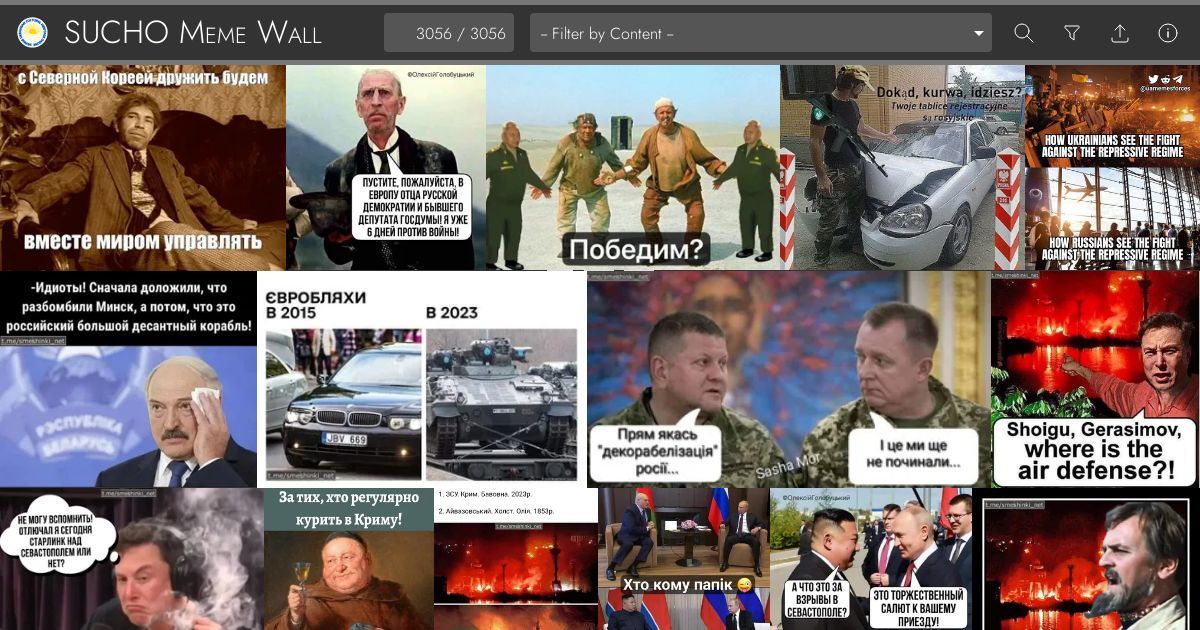 SUCHO Meme Wall
3056 / 3056
– Filter by Content –
с Северной Кореей дружить будем
вместе миром управлять
©ОлексійГолобуцький
ПУСТИТЕ, ПОЖАЛУЙСТА, В
ЕВРОПУ ОТЦА РУССКОЙ
ДЕМОКРАТИИ И БЫВШЕГО
ДЕПУТАТА ГОСДУМЫ! Я УЖЕ
6 ДНЕЙ ПРОТИВ ВОЙНЫ!
Победим?
Dokąd, kurwa, idziesz?
Twoje tablice rejestracyjne
są rosyjskie
@uamemesforces
HOW UKRAINIANS SEE THE FIGHT
AGAINST THE REPRESSIVE REGIME
HOW RUSSIANS SEE THE FIGHT
AGAINST THE REPRESSIVE REGIME
-Идиоты! Сначала доложили, что
разбомбили Минск, а потом, что это
российский большой десантный корабль!
t.me/smeshinki_net
РЭСПУБЛІКА
БЕЛАРУСЬ
ЄВРОБЛЯХИ
В 2015
В 2023
JBV 669
t.me/smeshinki_net
t.me/smeshinki_net
Прям якась
"декорабелізація"
росії...
І це ми ще
не починали...
Sasha Mor
t.me/smeshinki_net
Shoigu, Gerasimov,
where is the
air defense?!
t.me/smeshinki_net
НЕ МОГУ ВСПОМНИТЬ!
ОТЛЮЧАЛ Я СЕГОДНЯ
СТАРЛИНК НАД
СЕВАСТОПОЛЕМ ИЛИ
НЕТ?
За тих, хто регулярно
курить в Криму!
1. ЗСУ. Крим. Бавовна. 2023р.
2. Айвазовський. Холст. Олія. 1853р.
t.me/smeshinki_net
Хто кому папік 😜
©ОлексійГолобуцький
А ЧТО ЭТО ЗА
ВЗРЫВЫ В
СЕВАСТОПОЛЕ?
ЭТО ТОРЖЕСТВЕННЫЙ
САЛЮТ К ВАШЕМУ
ПРИЕЗДУ!
t.me/smeshinki_net